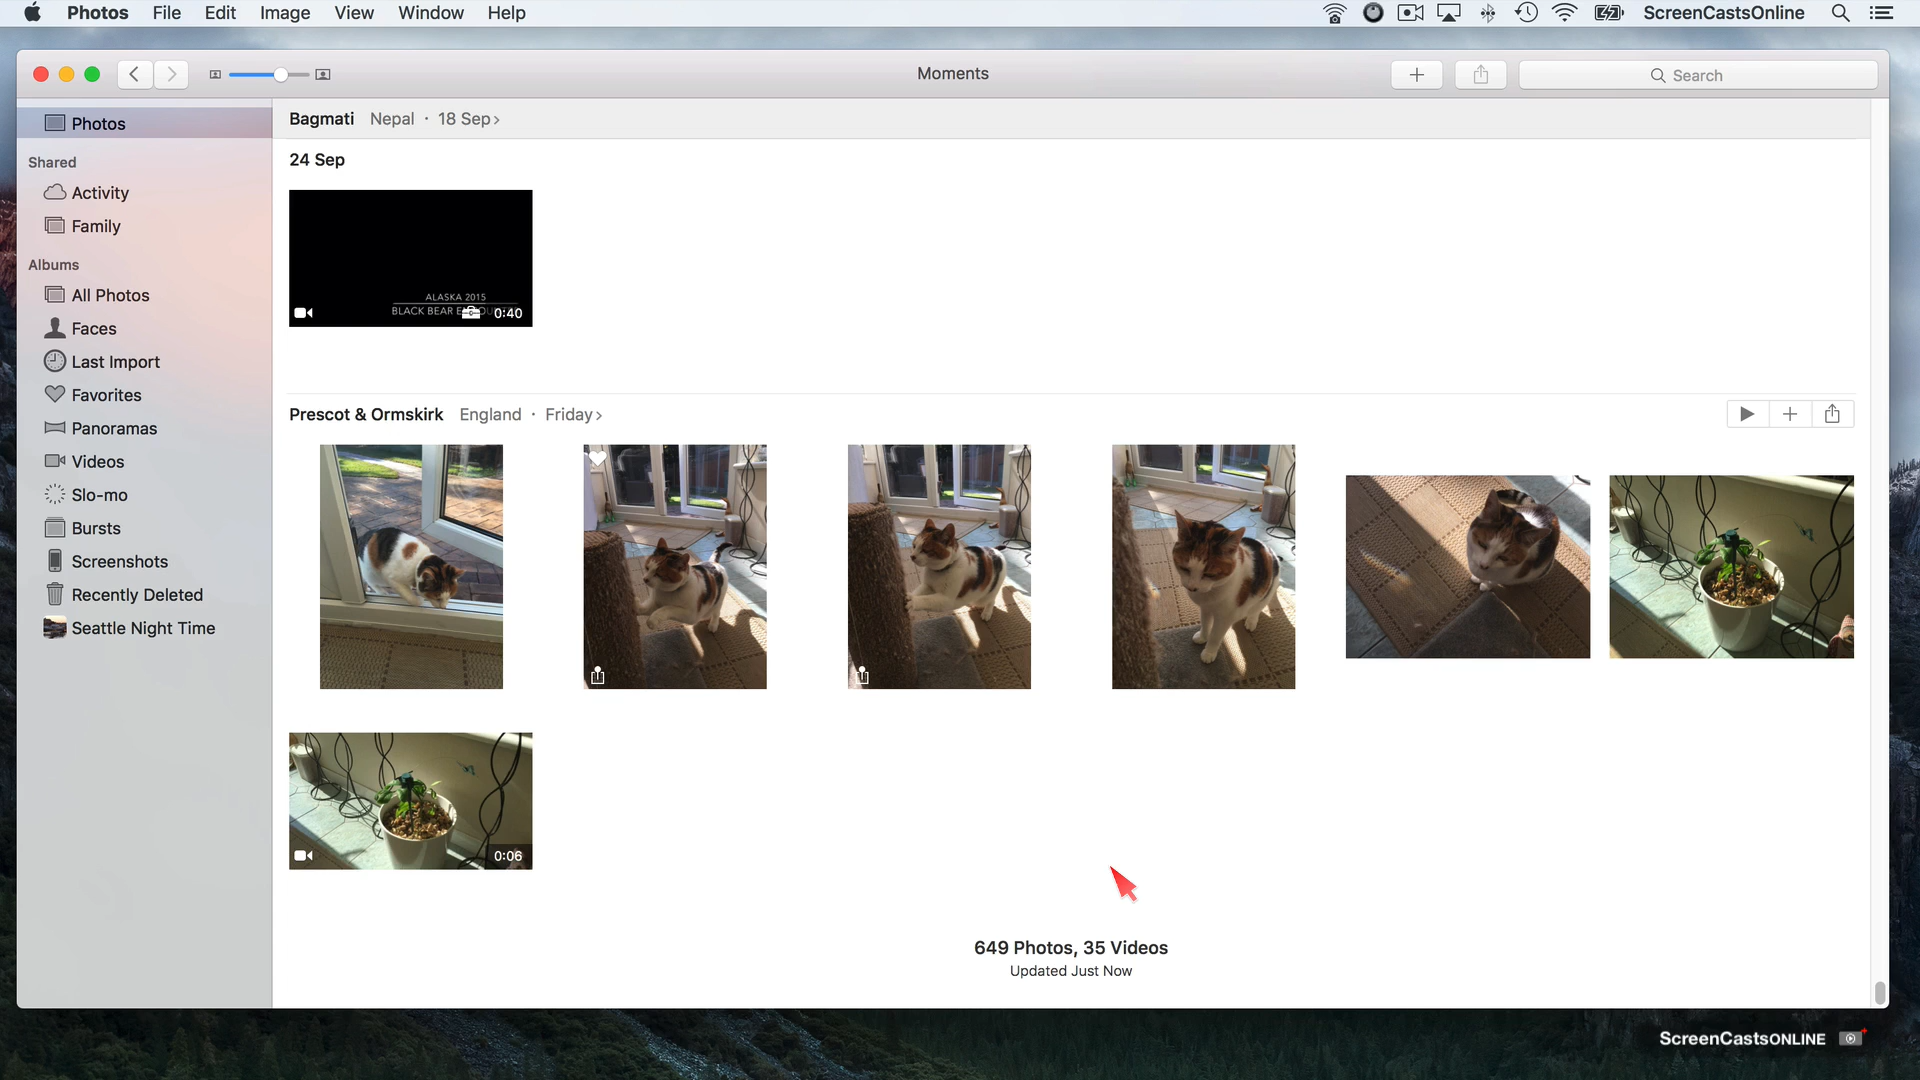 Photos File Edit Image View Window Help ScreenCastsOnline
Moments
Search
Photos
Shared
Activity
Family
Albums
All Photos
Faces
Last Import
Favorites
Panoramas
Videos
Slo-mo
Bursts
Screenshots
Recently Deleted
Seattle Night Time
Bagmati Nepal · 18 Sep
24 Sep
ALASKA 2015
BLACK BEAR
0:40
Prescot & Ormskirk England · Friday
0:06
649 Photos, 35 Videos
Updated Just Now
ScreenCastsONLINE